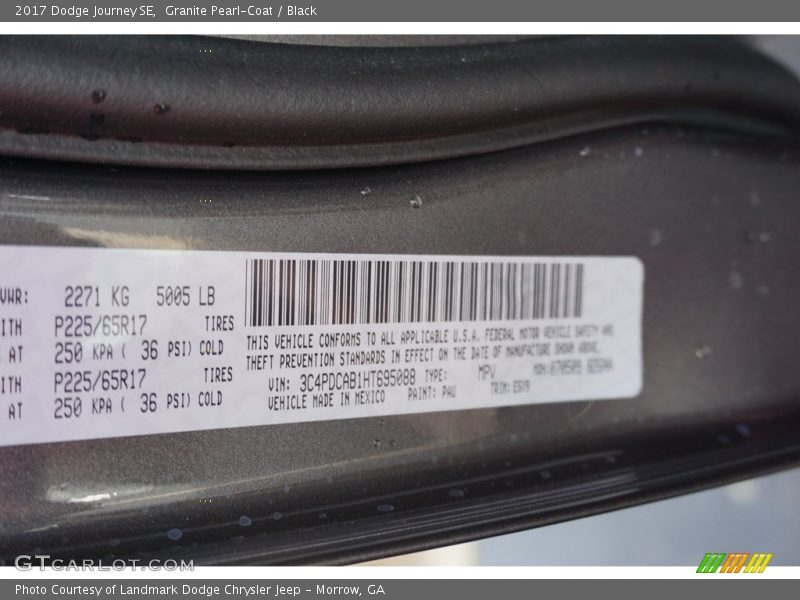 2017 Dodge Journey SE,  Granite Pearl-Coat / Black
VWR: 2271 KG 5005 LB
ITH P225/65R17 TIRES
AT 250 KPA ( 36 PSI) COLD
ITH P225/65R17 TIRES
AT 250 KPA ( 36 PSI) COLD
THIS VEHICLE CONFORMS TO ALL APPLICABLE U.S.A. FEDERAL MOTOR VEHICLE SAFETY AND
THEFT PREVENTION STANDARDS IN EFFECT ON THE DATE OF MANUFACTURE SHOWN ABOVE.
VIN: 3C4PDCAB1HT695088 TYPE: MPV MDH:070509
VEHICLE MADE IN MEXICO PAINT: PAU TRIM:
GTCARLOT.COM
Photo Courtesy of Landmark Dodge Chrysler Jeep – Morrow, GA